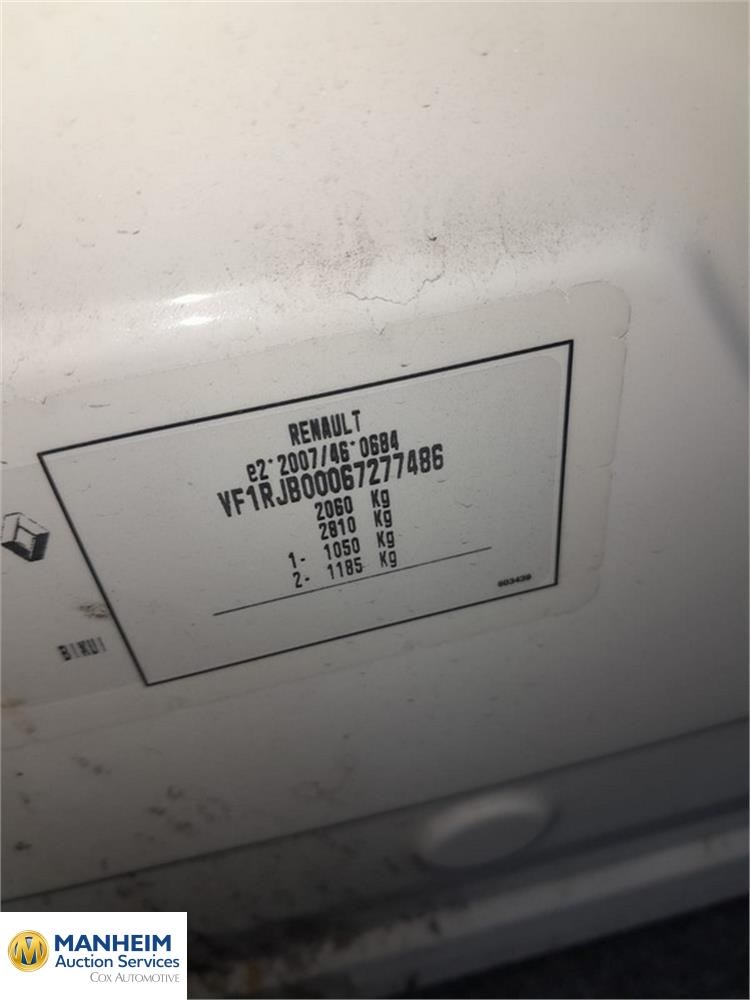 RENAULT
e2*2007/46*0684
VF1RJB00067277486
2060 Kg
2810 Kg
1- 1050 Kg
2- 1185 Kg
603439
MANHEIM
Auction Services
COX AUTOMOTIVE